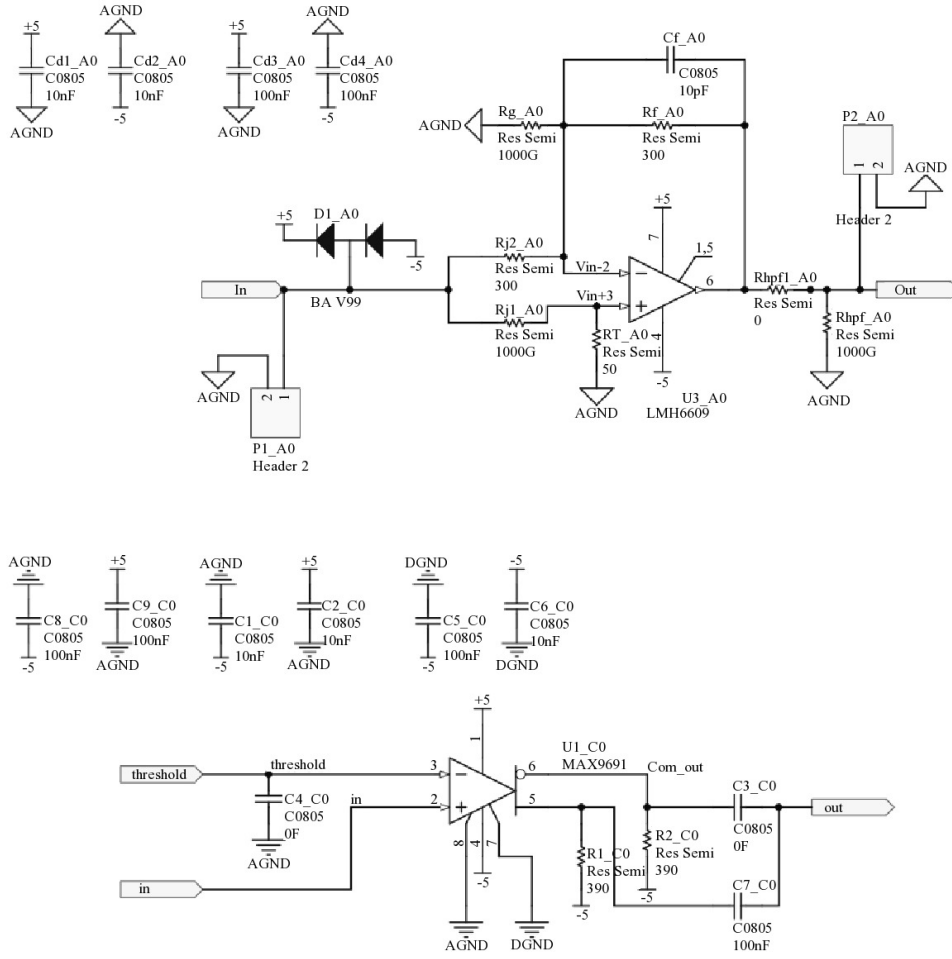 +5
Cd1_A0
C0805
10nF
AGND
AGND
Cd2_A0
C0805
10nF
-5
+5
Cd3_A0
C0805
100nF
AGND
AGND
Cd4_A0
C0805
100nF
-5
Cf_A0
C0805
10pF
AGND
Rg_A0
Res Semi
1000G
Rf_A0
Res Semi
300
P2_A0
1
2
AGND
Header 2
+5
D1_A0
-5
BA V99
In
Rj2_A0
Res Semi
300
Rj1_A0
Res Semi
1000G
Vin-2
Vin+3
+5
7
1,5
6
4
-5
U3_A0
LMH6609
RT_A0
Res Semi
50
AGND
Rhpf1_A0
Res Semi
0
Out
Rhpf_A0
Res Semi
1000G
AGND
AGND
2
1
P1_A0
Header 2
AGND
C8_C0
C0805
100nF
-5
+5
C9_C0
C0805
100nF
AGND
AGND
C1_C0
C0805
10nF
-5
+5
C2_C0
C0805
10nF
AGND
DGND
C5_C0
C0805
100nF
-5
-5
C6_C0
C0805
10nF
DGND
+5
1
threshold
threshold
3
in
2
C4_C0
C0805
0F
AGND
in
8
4
7
-5
AGND
DGND
U1_C0
MAX9691
6
5
Com_out
R1_C0
Res Semi
390
-5
R2_C0
Res Semi
390
-5
C3_C0
C0805
0F
out
C7_C0
C0805
100nF